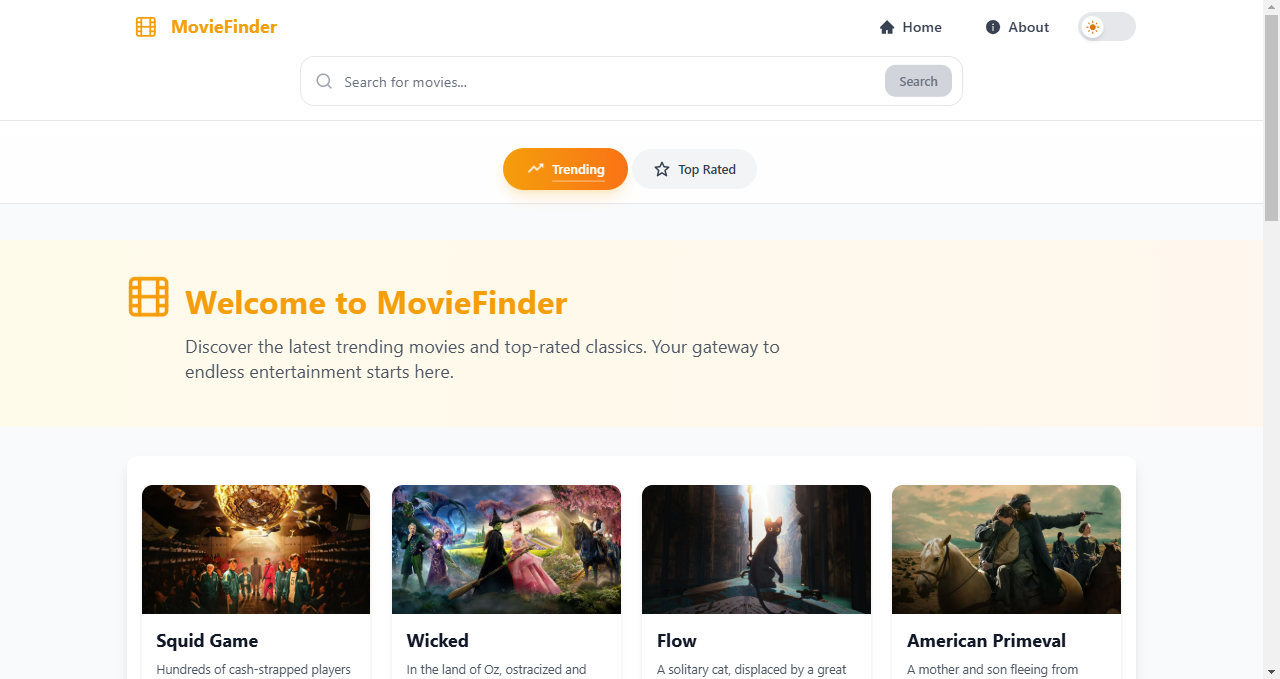 MovieFinder
Home
About
Search for movies...
Search
Trending
Top Rated
Welcome to MovieFinder
Discover the latest trending movies and top-rated classics. Your gateway to
endless entertainment starts here.
Squid Game
Hundreds of cash-strapped players
Wicked
In the land of Oz, ostracized and
Flow
A solitary cat, displaced by a great
American Primeval
A mother and son fleeing from